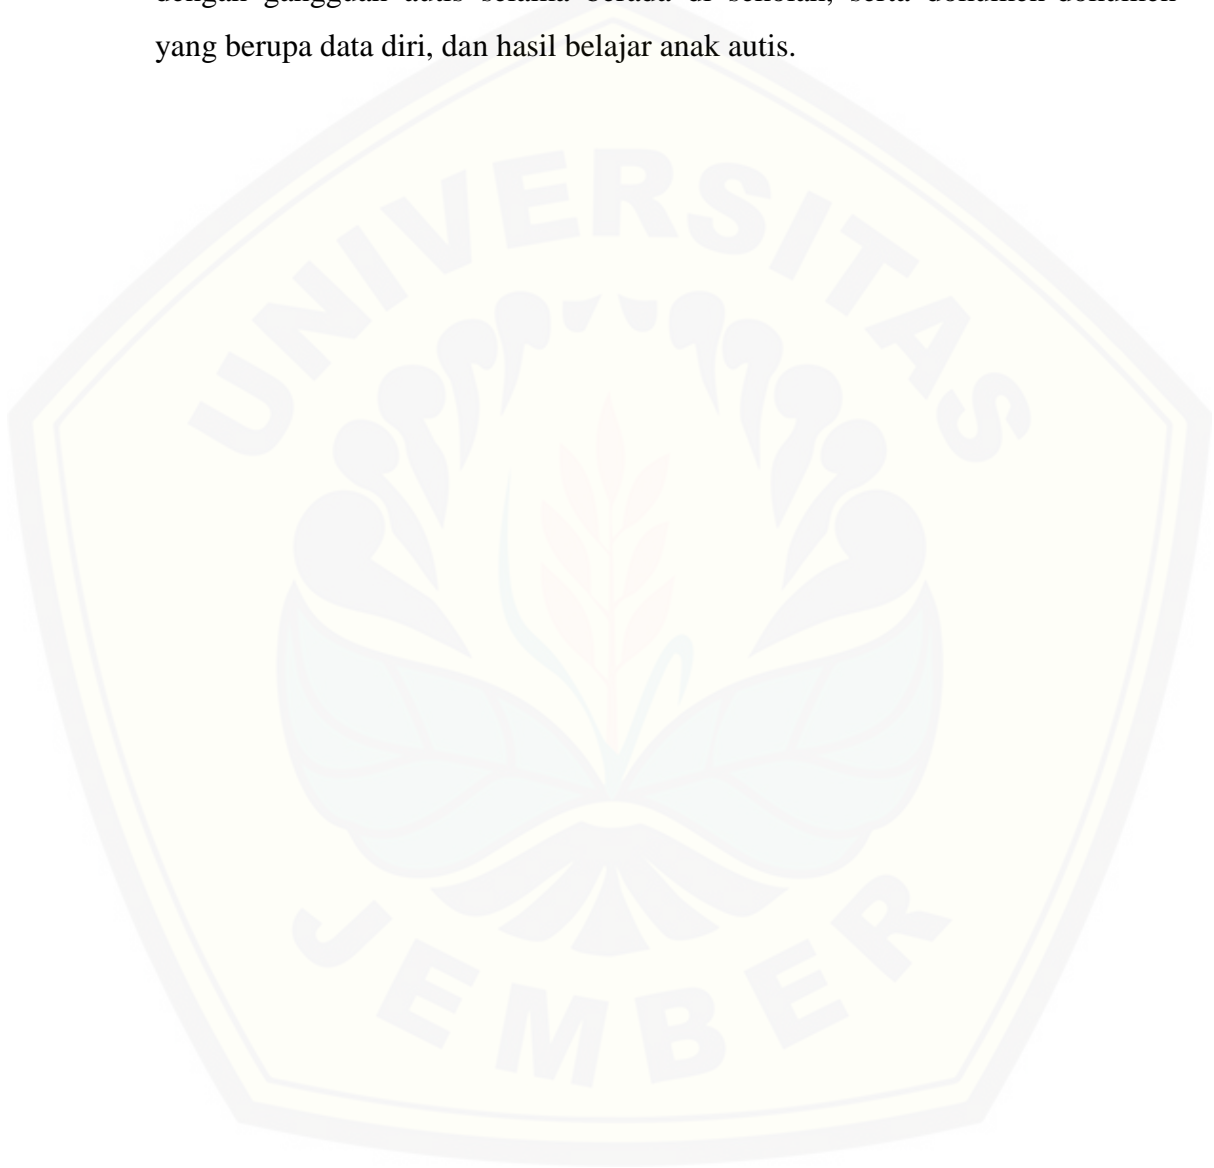 dengan gangguan autis selama berada di sekolah, serta dokumen-dokumen
yang berupa data diri, dan hasil belajar anak autis.
UNIVERSITAS
JEMBER